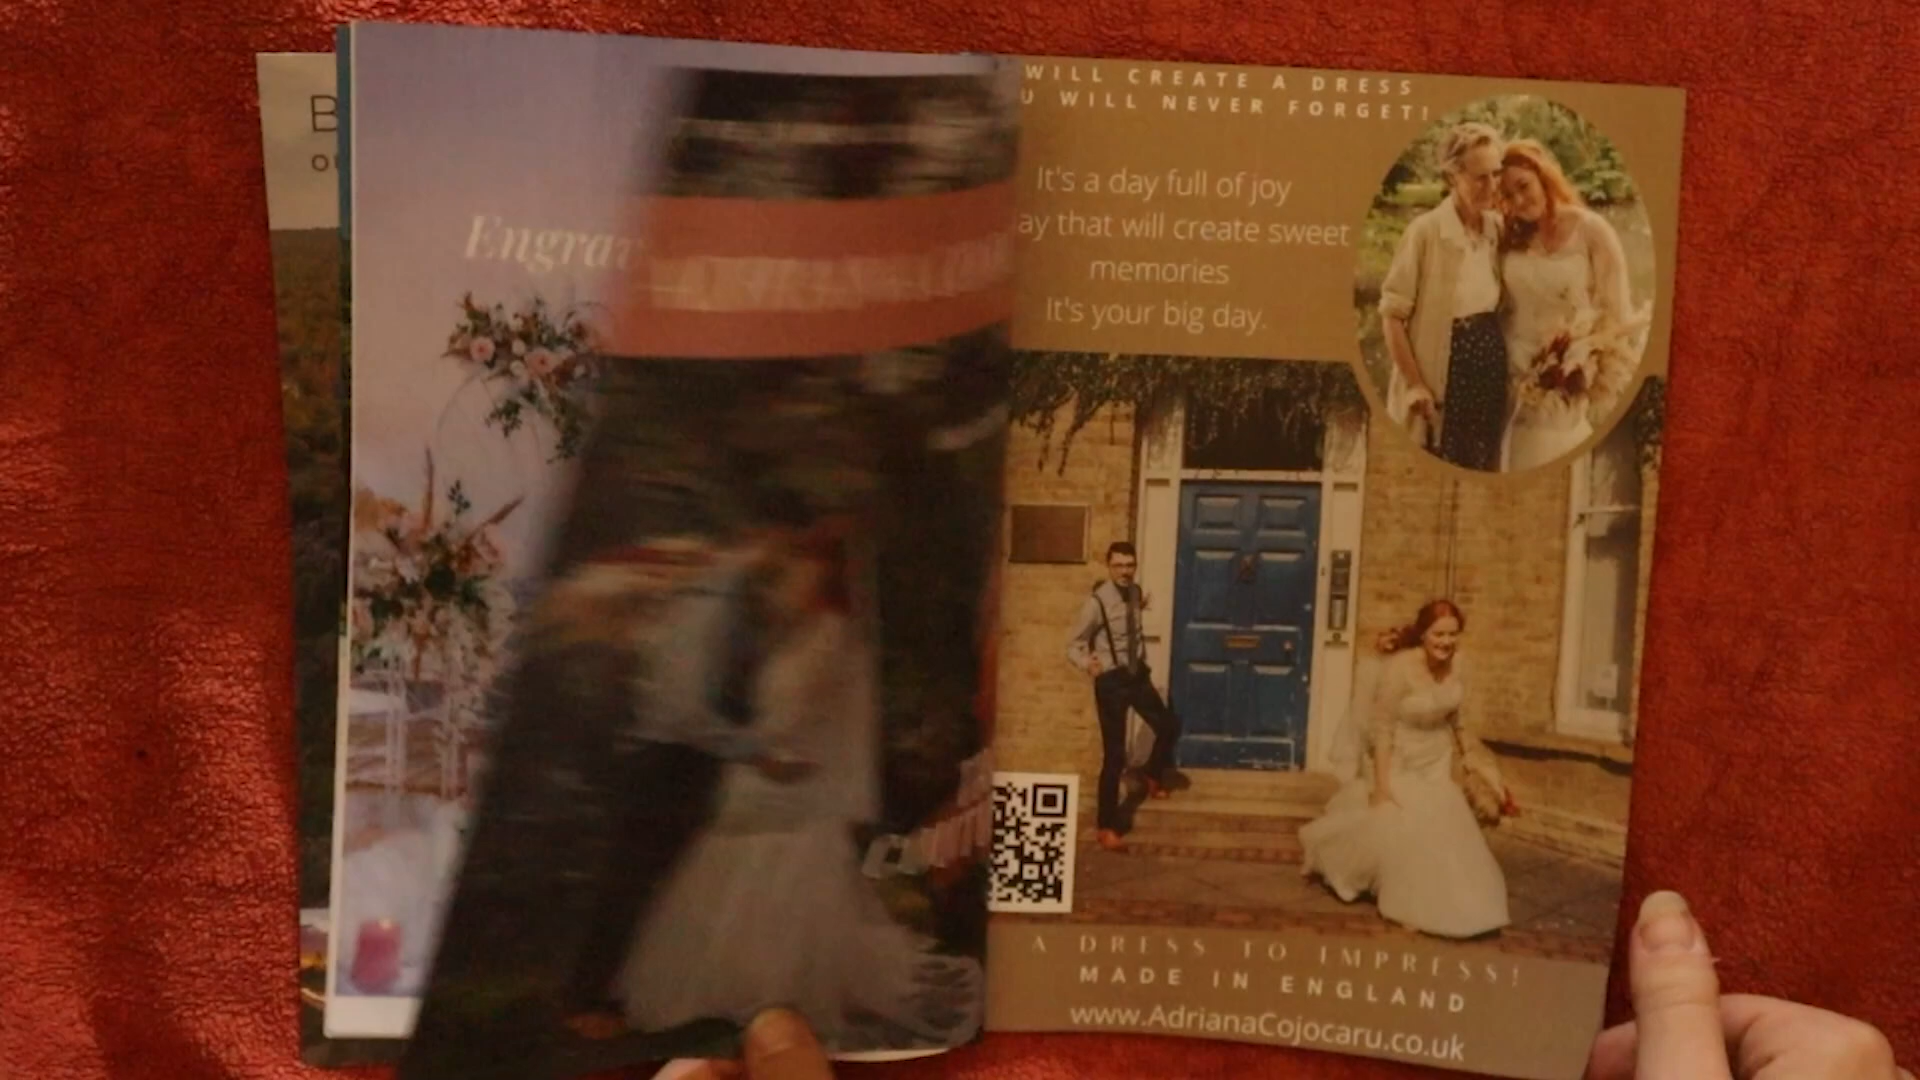 Engrav
WILL CREATE A DRESS
U WILL NEVER FORGET!
It's a day full of joy
ay that will create sweet
memories
It's your big day.
A DRESS TO IMPRESS!
MADE IN ENGLAND
www.AdrianaCojocaru.co.uk